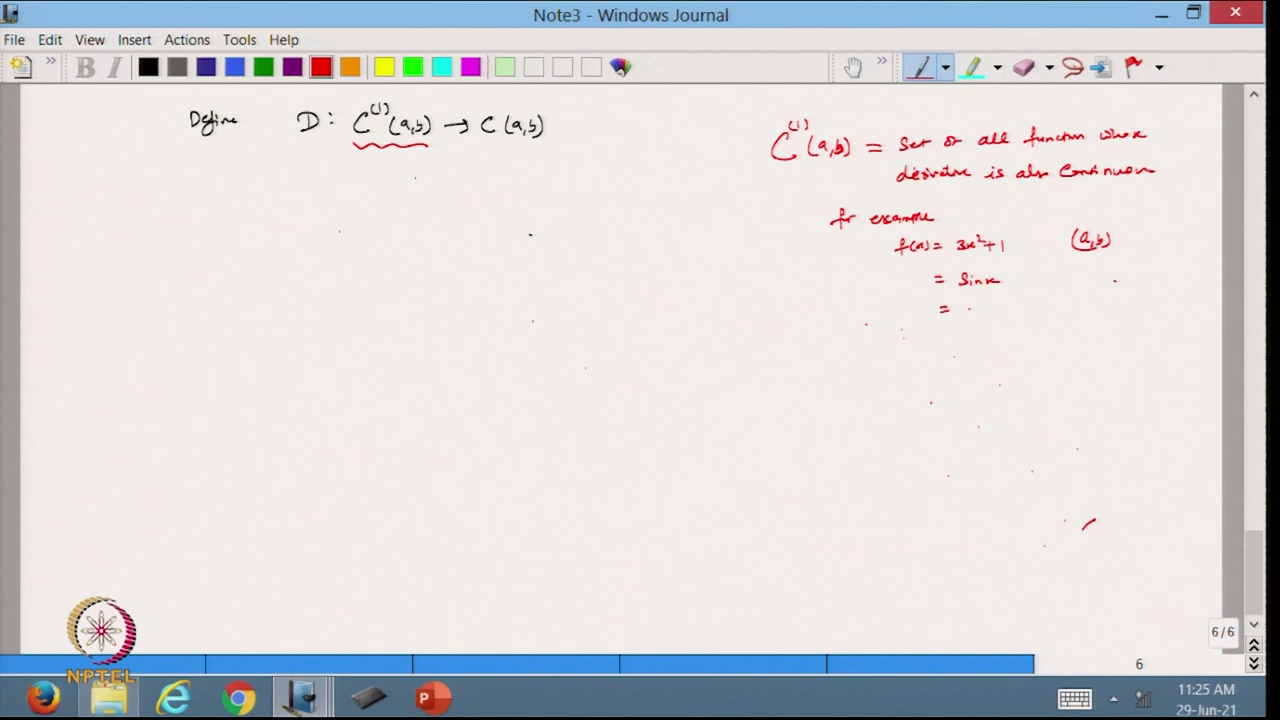 Note3 - Windows Journal
File Edit View Insert Actions Tools Help
B I
Define D : C^(1) (a,b) → C (a,b)
C^(1) (a,b) = Set of all function whose
derivative is also continuous
for example
f(x) = 3x²+1 (a,b)
= Sinx
=
6 / 6
6
NPTEL
11:25 AM
29-Jun-21